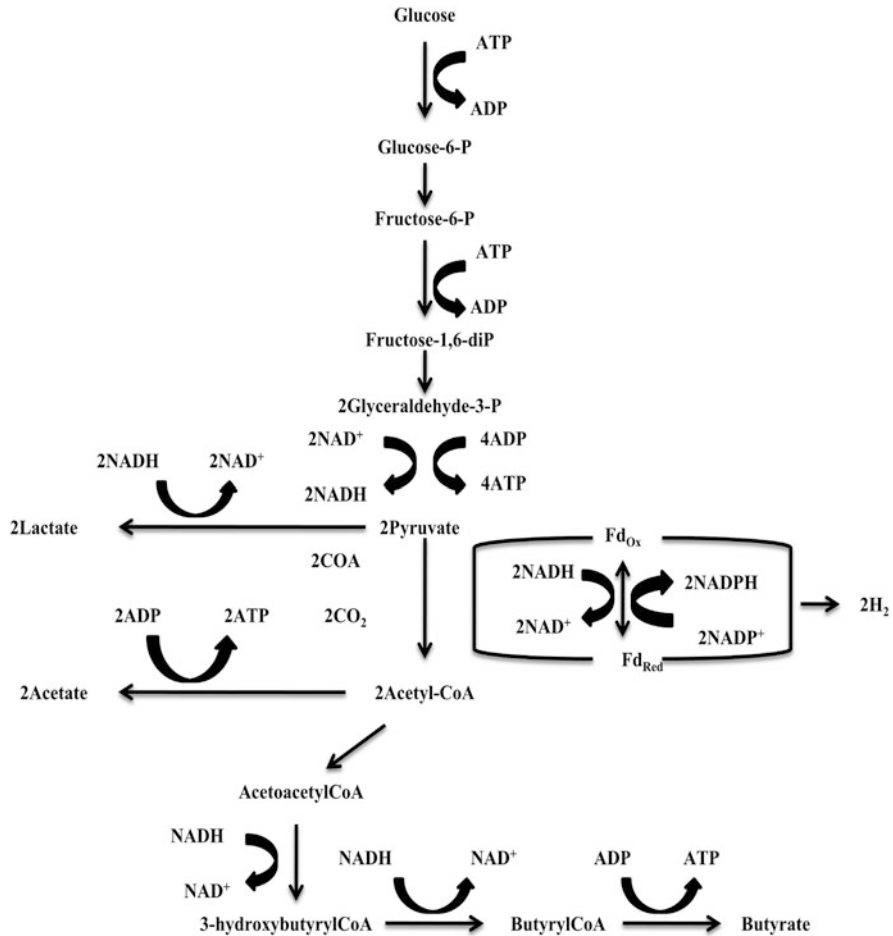 Glucose
ATP
ADP
Glucose-6-P
Fructose-6-P
ATP
ADP
Fructose-1,6-diP
2Glyceraldehyde-3-P
2NAD⁺
4ADP
2NADH
2NAD⁺
2NADH
4ATP
2Lactate
2Pyruvate
Fd_Ox
2COA
2NADH
2NADPH
2H₂
2ADP
2ATP
2CO₂
2NAD⁺
2NADP⁺
Fd_Red
2Acetate
2Acetyl-CoA
AcetoacetylCoA
NADH
NADH
NAD⁺
ADP
ATP
NAD⁺
3-hydroxybutyrylCoA
ButyrylCoA
Butyrate